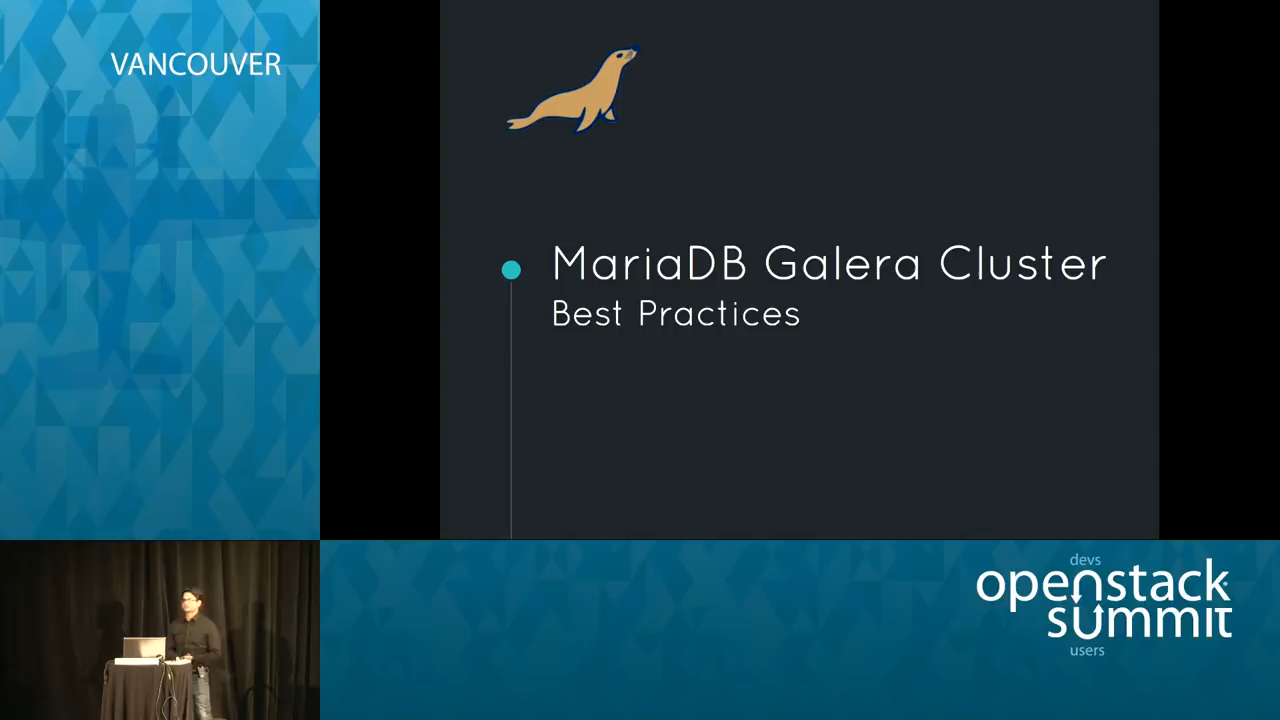 VANCOUVER
MariaDB Galera Cluster
Best Practices
devs
openstack
summit
users